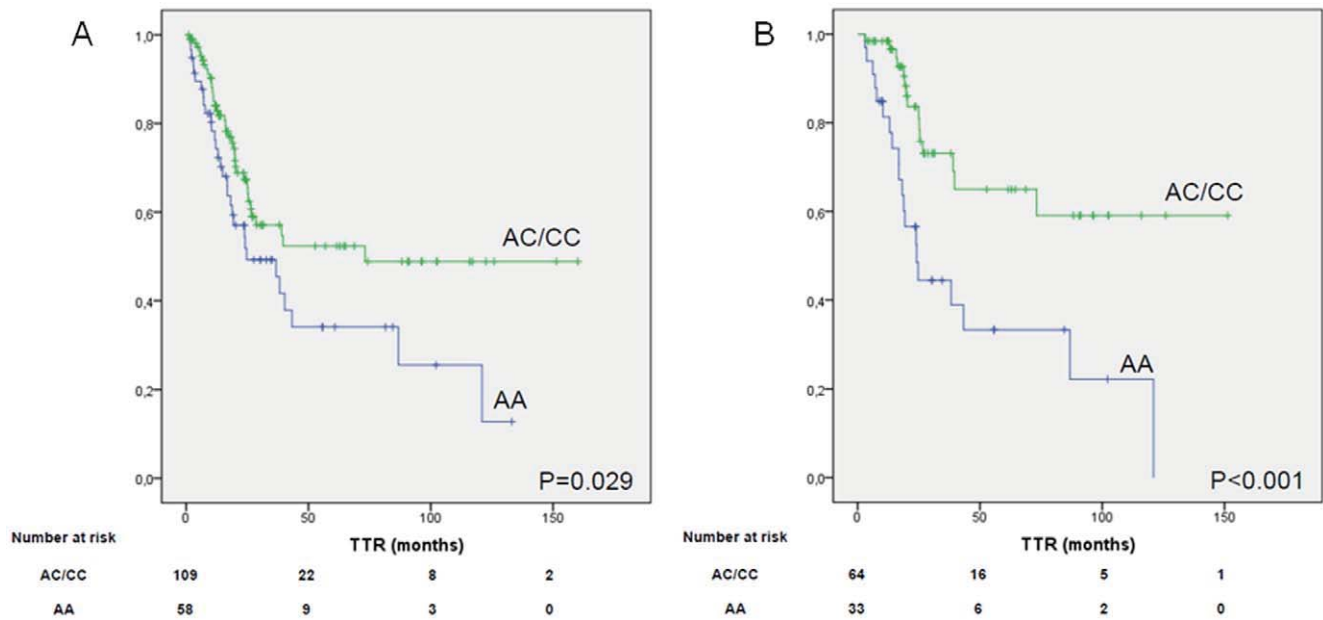 A
1,0
0,8
0,6
0,4
0,2
0,0
AC/CC
AA
P=0.029
0 50 100 150
Number at risk
TTR (months)
AC/CC 109 22 8 2
AA 58 9 3 0
B
1,0
0,8
0,6
0,4
0,2
0,0
AC/CC
AA
P<0.001
0 50 100 150
Number at risk
TTR (months)
AC/CC 64 16 5 1
AA 33 6 2 0